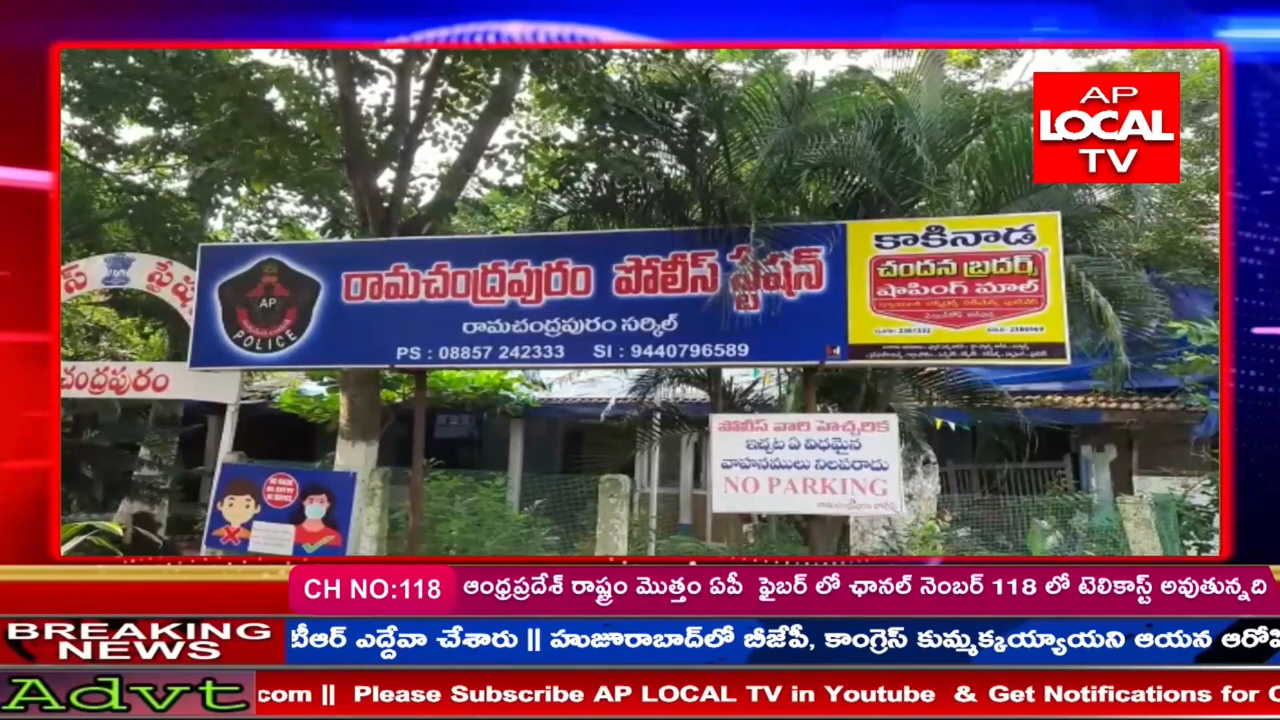 AP
LOCAL
TV
రామచంద్రపురం పోలీస్ స్టేషన్
రామచంద్రపురం సర్కిల్
PS : 08857 242333 SI : 9440796589
AP
POLICE
కాకినాడ
చందన బ్రదర్స్
షాపింగ్ మాల్
చంద్రపురం
పోలీస్ వారి హెచ్చరిక
ఇచ్చట ఏ విధమైన
వాహనములు నిలపరాదు
NO PARKING
CH NO:118 ఆంధ్రప్రదేశ్ రాష్ట్రం మొత్తం ఏపీ ఫైబర్ లో ఛానల్ నెంబర్ 118 లో టెలికాస్ట్ అవుతున్నది
BREAKING
NEWS
టీఆర్ ఎద్దేవా చేశారు || హుజూరాబాద్‌లో బీజేపీ, కాంగ్రెస్ కుమ్మక్కయ్యాయని ఆయన ఆరోపి
Advt
com || Please Subscribe AP LOCAL TV in Youtube & Get Notifications for